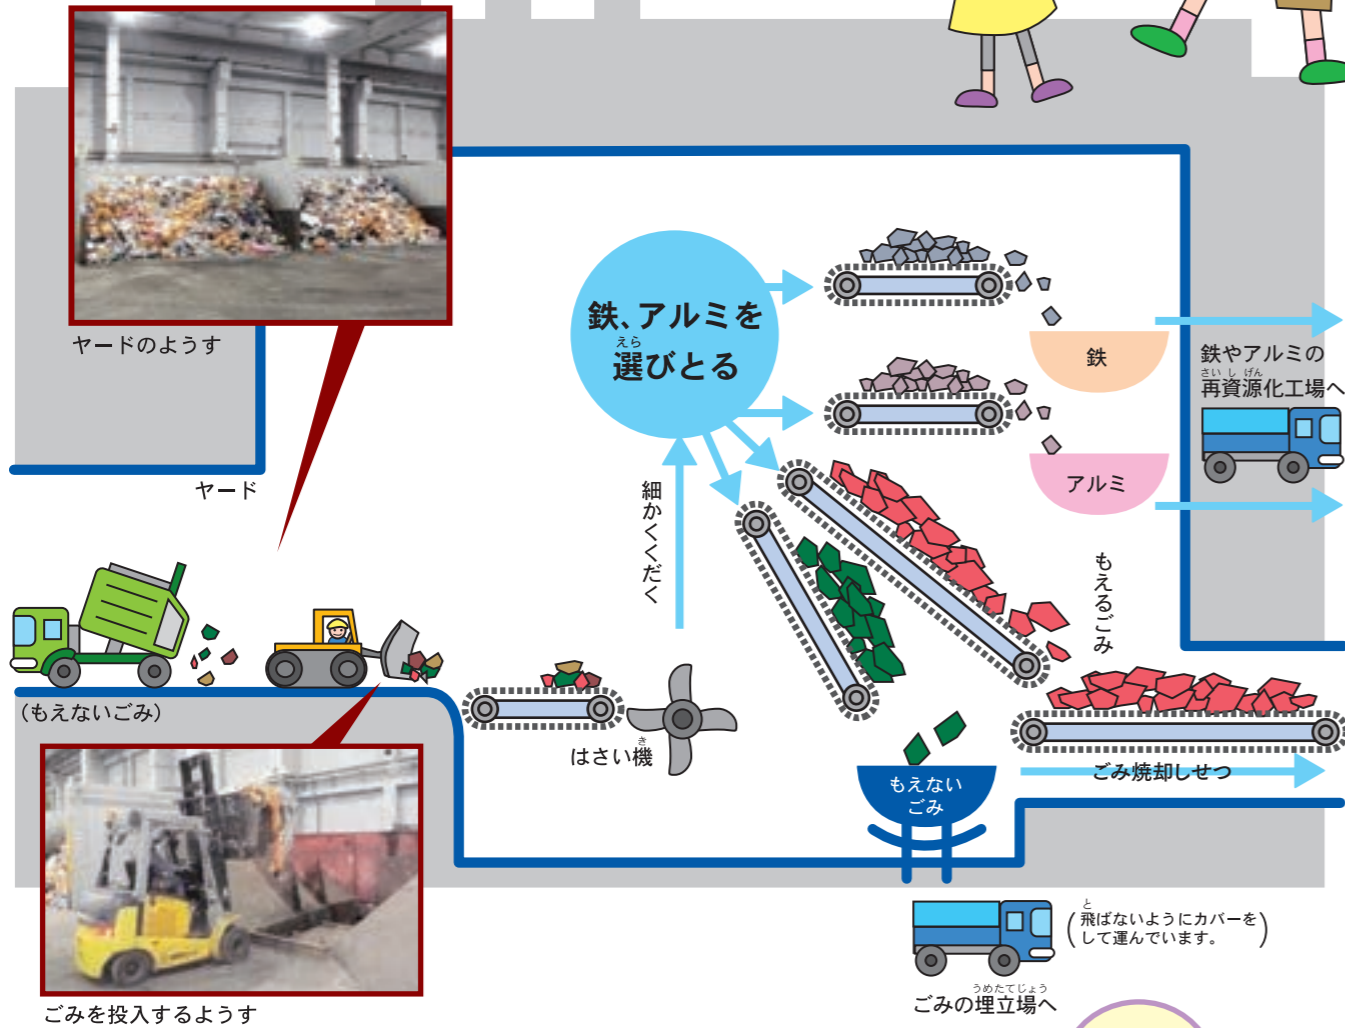 ヤードのようす
ヤード
(もえないごみ)
ごみを投入するようす
はさい機
き
細かくくだく
鉄、アルミを
えら
選びとる
鉄
アルミ
鉄やアルミの
さいしげん
再資源化工場へ
もえるごみ
ごみ焼却しせつ
もえない
ごみ
と
(飛ばないようにカバーを
して運んでいます。)
うめたてじょう
ごみの埋立場へ